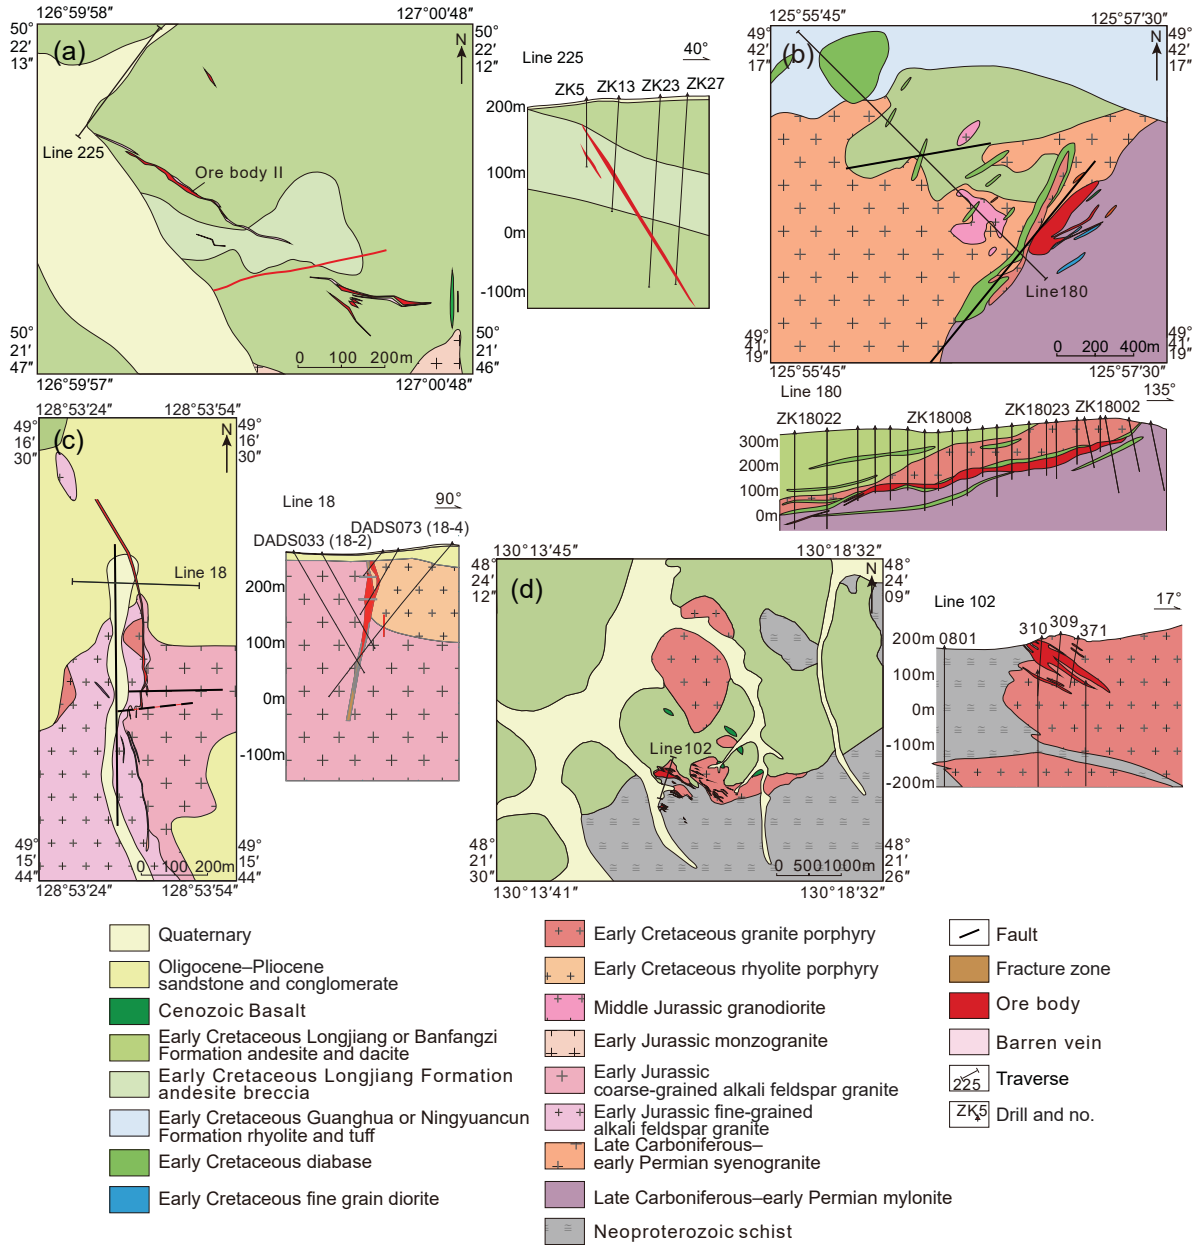 126°59′58″
127°00′48″
50°
22′
13″
(a)
N
50°
22′
12″
Line 225
Ore body II
50°
21′
47″
0 100 200m
50°
21′
46″
126°59′57″
127°00′48″
Line 225
40°
ZK5 ZK13 ZK23 ZK27
200m
100m
0m
-100m
125°55′45″
125°57′30″
49°
42′
17″
(b)
N
49°
42′
17″
Line180
49°
41′
19″
0 200 400m
49°
41′
19″
125°55′45″
125°57′30″
Line 180
135°
ZK18022 ZK18008 ZK18023 ZK18002
300m
200m
100m
0m
128°53′24″
128°53′54″
49°
16′
30″
(c)
N
49°
16′
30″
Line 18
49°
15′
44″
0 100 200m
49°
15′
44″
128°53′24″
128°53′54″
Line 18
90°
DADS073 (18-4)
DADS033 (18-2)
200m
100m
0m
-100m
130°13′45″
130°18′32″
48°
24′
12″
(d)
N
48°
24′
09″
Line102
48°
21′
30″
0 500 1000m
48°
21′
26″
130°13′41″
130°18′32″
Line 102
17°
0801 310 309 371
200m
100m
0m
-100m
-200m
Quaternary
Oligocene–Pliocene
sandstone and conglomerate
Cenozoic Basalt
Early Cretaceous Longjiang or Banfangzi
Formation andesite and dacite
Early Cretaceous Longjiang Formation
andesite breccia
Early Cretaceous Guanghua or Ningyuancun
Formation rhyolite and tuff
Early Cretaceous diabase
Early Cretaceous fine grain diorite
Early Cretaceous granite porphyry
Early Cretaceous rhyolite porphyry
Middle Jurassic granodiorite
Early Jurassic monzogranite
Early Jurassic
coarse-grained alkali feldspar granite
Early Jurassic fine-grained
alkali feldspar granite
Late Carboniferous–
early Permian syenogranite
Late Carboniferous–early Permian mylonite
Neoproterozoic schist
Fault
Fracture zone
Ore body
Barren vein
225 Traverse
ZK5 Drill and no.